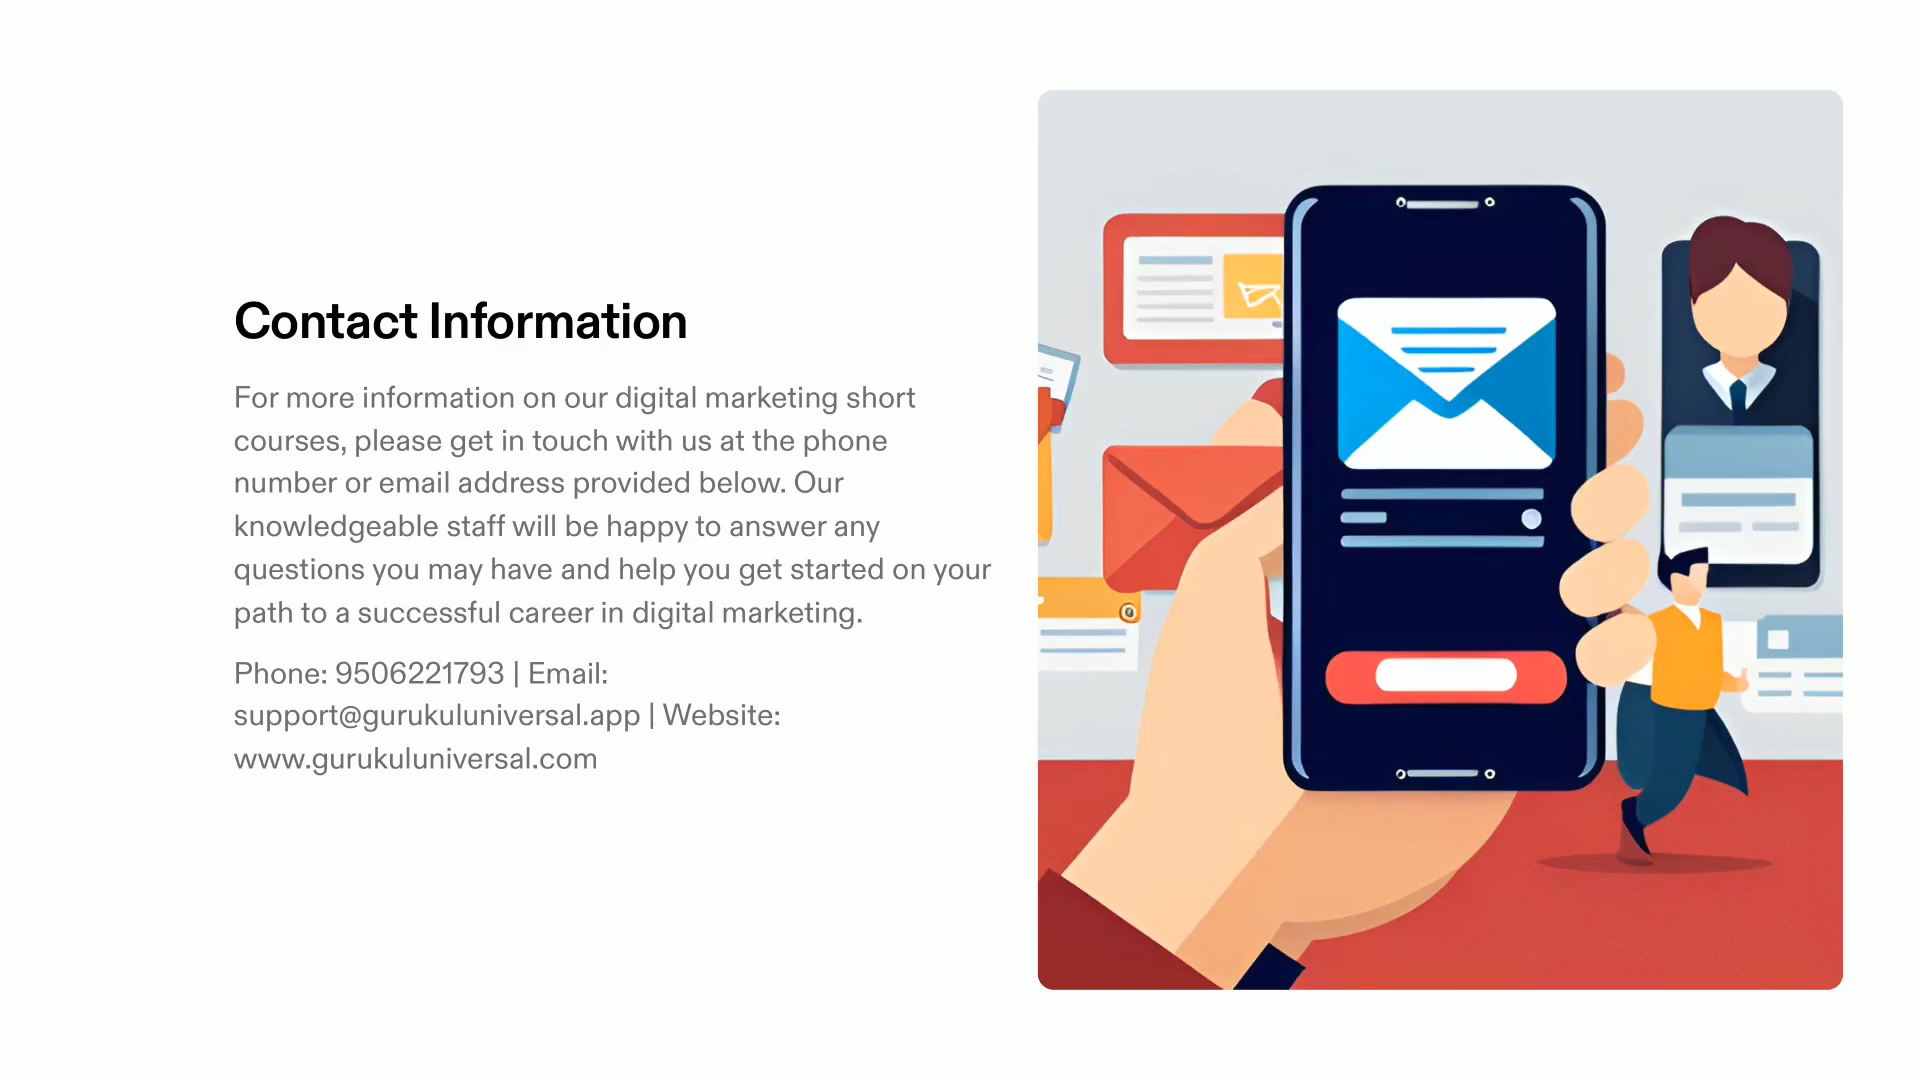 Contact Information
For more information on our digital marketing short
courses, please get in touch with us at the phone
number or email address provided below. Our
knowledgeable staff will be happy to answer any
questions you may have and help you get started on your
path to a successful career in digital marketing.
Phone: 9506221793 | Email:
support@gurukuluniversal.app | Website:
www.gurukuluniversal.com